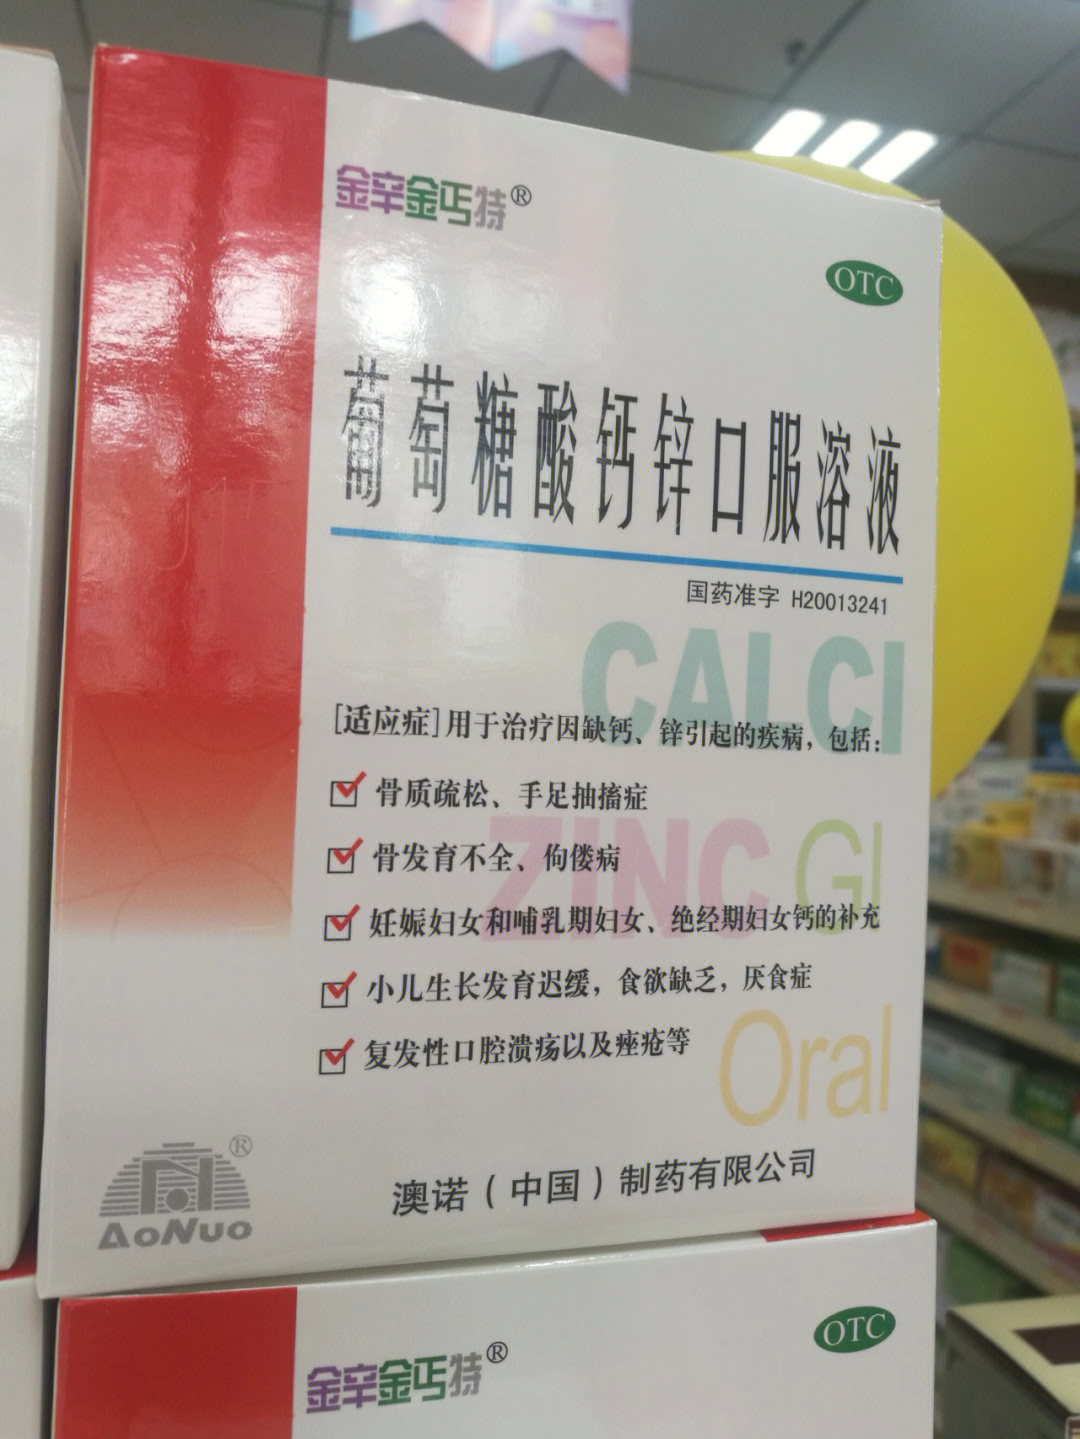 金辛金丐特®
OTC
葡萄糖酸钙锌口服溶液
国药准字 H20013241
CALCI
[适应症]用于治疗因缺钙、锌引起的疾病，包括：
骨质疏松、手足抽搐症
骨发育不全、佝偻病
ZINC GI
妊娠妇女和哺乳期妇女、绝经期妇女钙的补充
小儿生长发育迟缓，食欲缺乏，厌食症
复发性口腔溃疡以及痤疮等
Oral
AoNuo®
澳诺（中国）制药有限公司
OTC
金辛金丐特®